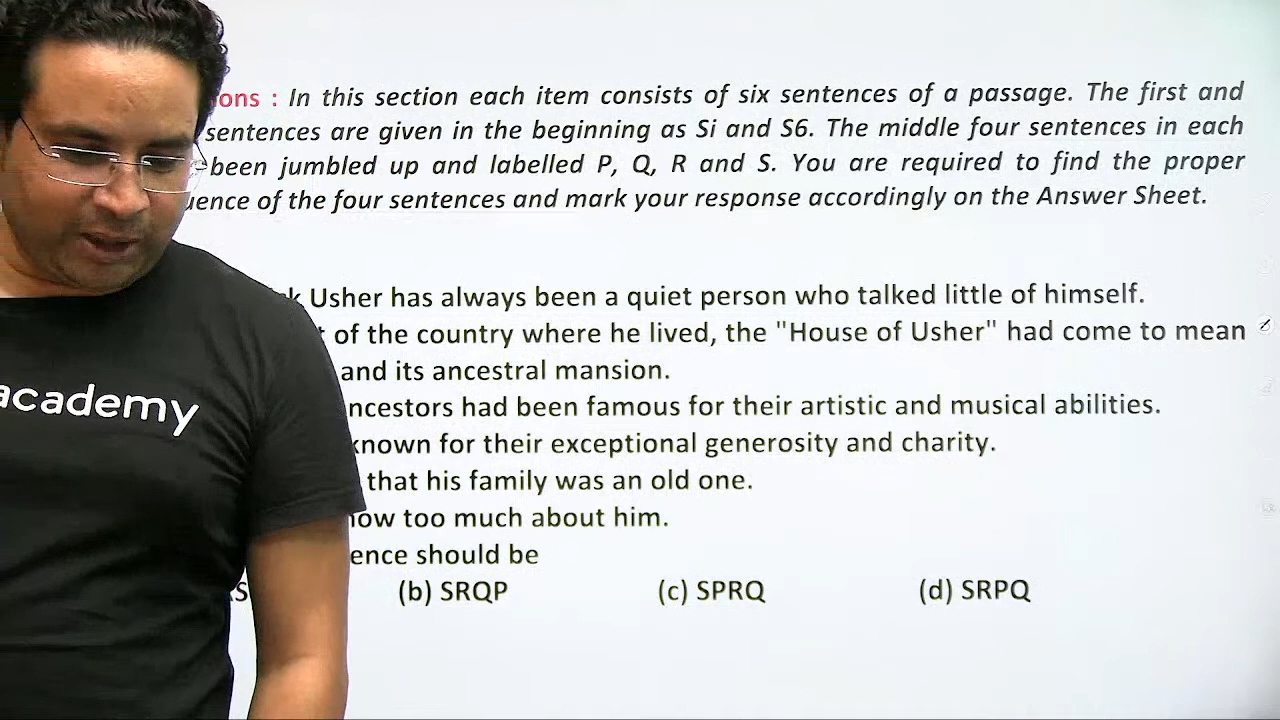 ons : In this section each item consists of six sentences of a passage. The first and
sentences are given in the beginning as Si and S6. The middle four sentences in each
been jumbled up and labelled P, Q, R and S. You are required to find the proper
uence of the four sentences and mark your response accordingly on the Answer Sheet.
k Usher has always been a quiet person who talked little of himself.
of the country where he lived, the "House of Usher" had come to mean
and its ancestral mansion.
ncestors had been famous for their artistic and musical abilities.
known for their exceptional generosity and charity.
that his family was an old one.
now too much about him.
ence should be
(b) SRQP (c) SPRQ (d) SRPQ
academy